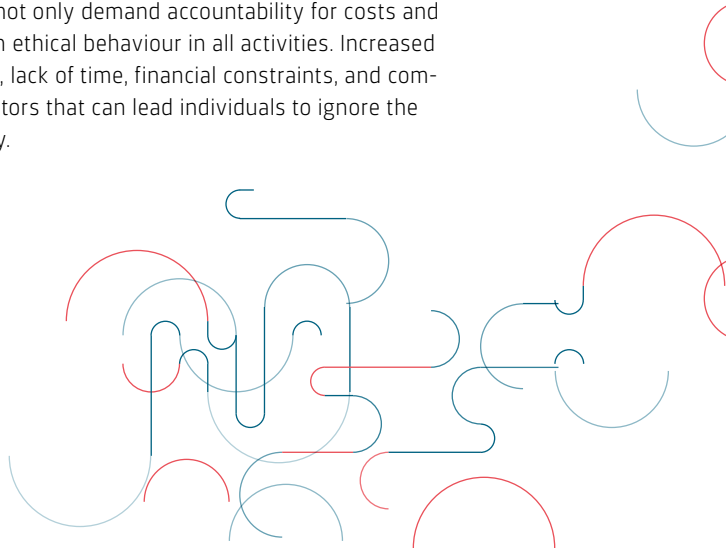 not only demand accountability for costs and
ethical behaviour in all activities. Increased
, lack of time, financial constraints, and com-
tors that can lead individuals to ignore the
y.